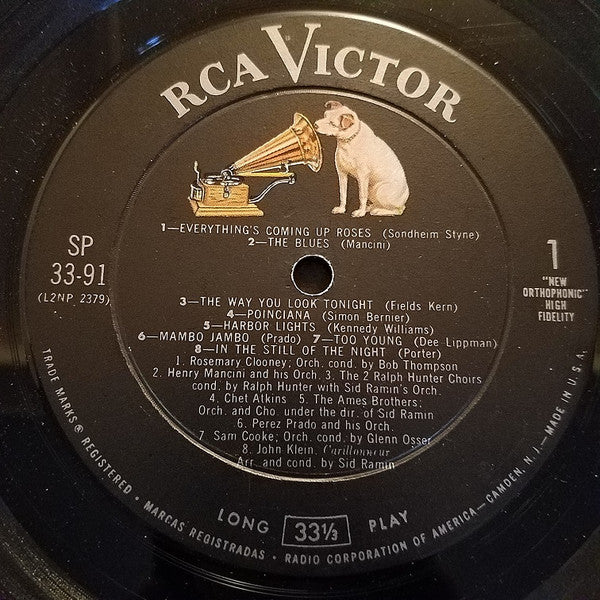 RCA VICTOR
1—EVERYTHING'S COMING UP ROSES (Sondheim Styne)
2—THE BLUES (Mancini)
SP
33-91
(L2NP 2379)
1
"NEW
ORTHOPHONIC"
HIGH
FIDELITY
3—THE WAY YOU LOOK TONIGHT (Fields Kern)
4—POINCIANA (Simon Bernier)
5—HARBOR LIGHTS (Kennedy Williams)
6—MAMBO JAMBO (Prado) 7—TOO YOUNG (Dee Lippman)
8—IN THE STILL OF THE NIGHT (Porter)
1. Rosemary Clooney; Orch. cond. by Bob Thompson
2. Henry Mancini and his Orch. 3. The 2 Ralph Hunter Choirs
cond. by Ralph Hunter with Sid Ramin's Orch.
4. Chet Atkins 5. The Ames Brothers;
Orch. and Cho. under the dir. of Sid Ramin
6. Perez Prado and his Orch.
7. Sam Cooke; Orch. cond. by Glenn Osser
8. John Klein, Carillonneur
Arr. and cond. by Sid Ramin
LONG 33⅓ PLAY
TRADE MARKS® REGISTERED • MARCAS REGISTRADAS • RADIO CORPORATION OF AMERICA—CAMDEN, N. J.—MADE IN U.S.A.